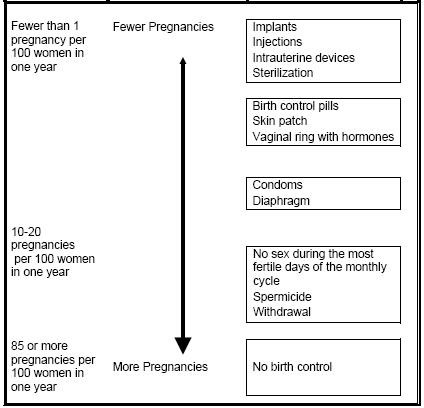 Fewer than 1
pregnancy per
100 women in
one year
Fewer Pregnancies
Implants
Injections
Intrauterine devices
Sterilization
Birth control pills
Skin patch
Vaginal ring with hormones
Condoms
Diaphragm
10-20
pregnancies
per 100 women
in one year
No sex during the most
fertile days of the monthly
cycle
Spermicide
Withdrawal
85 or more
pregnancies per
100 women in
one year
More Pregnancies
No birth control